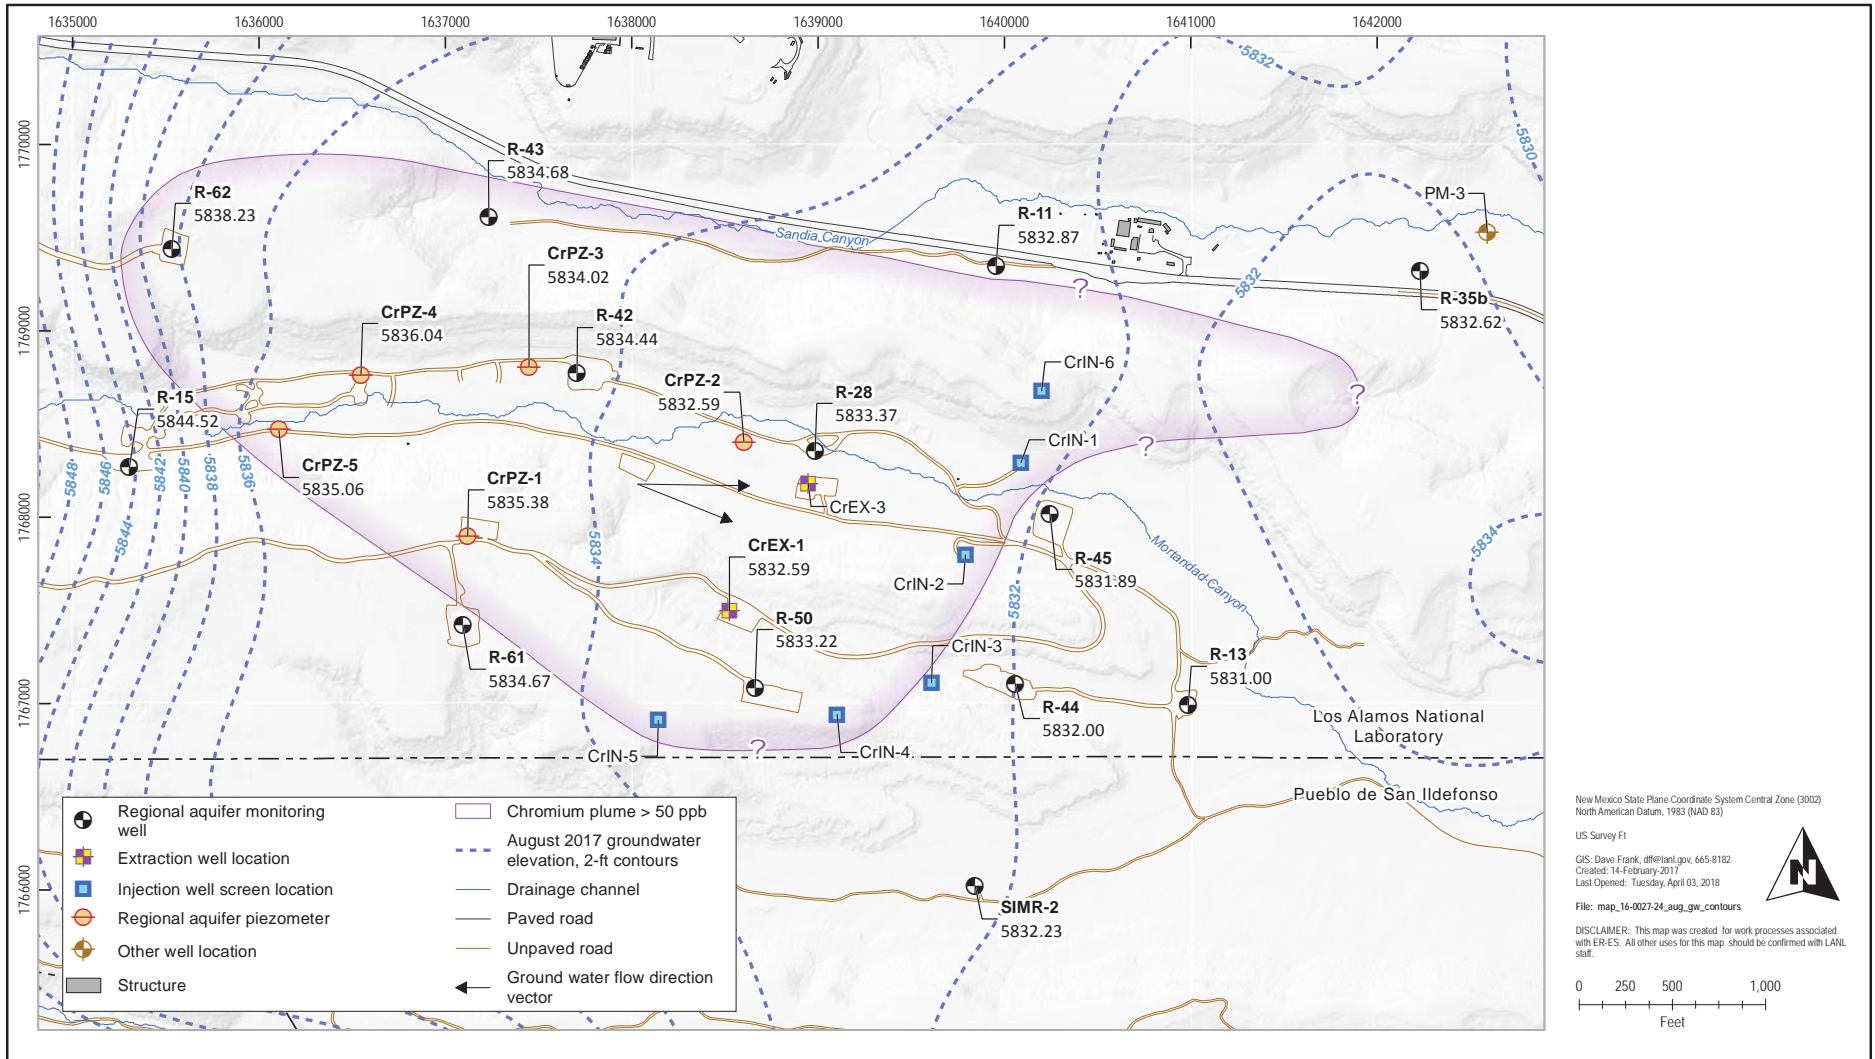 1635000
1636000
1637000
1638000
1639000
1640000
1641000
1642000
1770000
1769000
1768000
1767000
1766000
5832
5830
R-43
5834.68
R-62
5838.23
PM-3
R-11
5832.87
Sandia Canyon
CrPZ-3
5834.02
5832
R-35b
5832.62
CrPZ-4
5836.04
R-42
5834.44
?
CrIN-6
CrPZ-2
5832.59
R-28
5833.37
?
R-15
5844.52
CrIN-1
?
5848
5846
5842
5840
5838
5836
5844
CrPZ-5
5835.06
CrPZ-1
5835.38
CrEX-3
5834
5834
CrEX-1
5832.59
CrIN-2
R-45
5831.89
Mortandad Canyon
5832
R-50
5833.22
CrIN-3
R-61
5834.67
R-13
5831.00
R-44
5832.00
Los Alamos National
Laboratory
?
CrIN-5
CrIN-4
Pueblo de San Ildefonso
SIMR-2
5832.23
Regional aquifer monitoring
well
Extraction well location
Injection well screen location
Regional aquifer piezometer
Other well location
Structure
Chromium plume > 50 ppb
August 2017 groundwater
elevation, 2-ft contours
Drainage channel
Paved road
Unpaved road
Ground water flow direction
vector
New Mexico State Plane Coordinate System Central Zone (3002)
North American Datum, 1983 (NAD 83)
US Survey Ft
GIS: Dave Frank, dff@lanl.gov, 665-8182
Created: 14-February-2017
Last Opened: Tuesday, April 03, 2018
File: map_16-0027-24_aug_gw_contours
N
DISCLAIMER: This map was created for work processes associated
with ER-ES. All other uses for this map should be confirmed with LANL
staff.
0 250 500 1,000
Feet